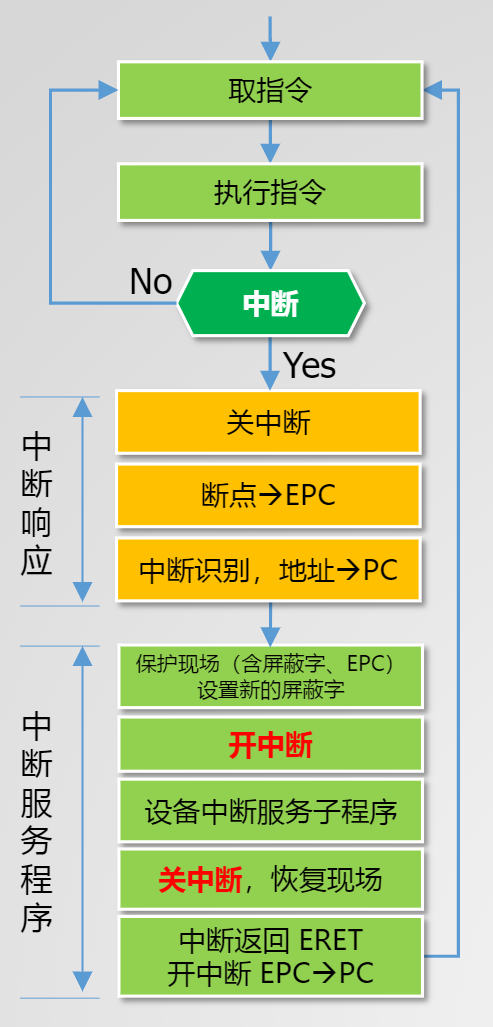 取指令
执行指令
No
中断
Yes
中断响应
关中断
断点→EPC
中断识别，地址→PC
中断服务程序
保护现场（含屏蔽字、EPC）
设置新的屏蔽字
开中断
设备中断服务子程序
关中断，恢复现场
中断返回 ERET
开中断 EPC→PC